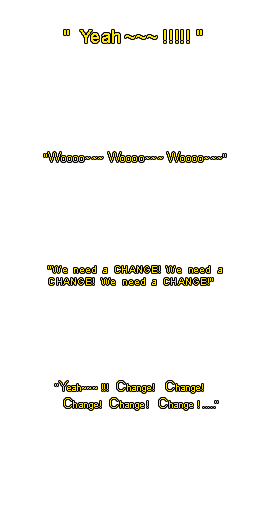 " Yeah ~~~ !!!!! "
"Woooo~~~ Woooo~~~ Woooo~~~"
"We need a CHANGE! We need a
CHANGE! We need a CHANGE!"
"Yeah~~~ !!! Change! Change!
Change! Change! Change ! ....."